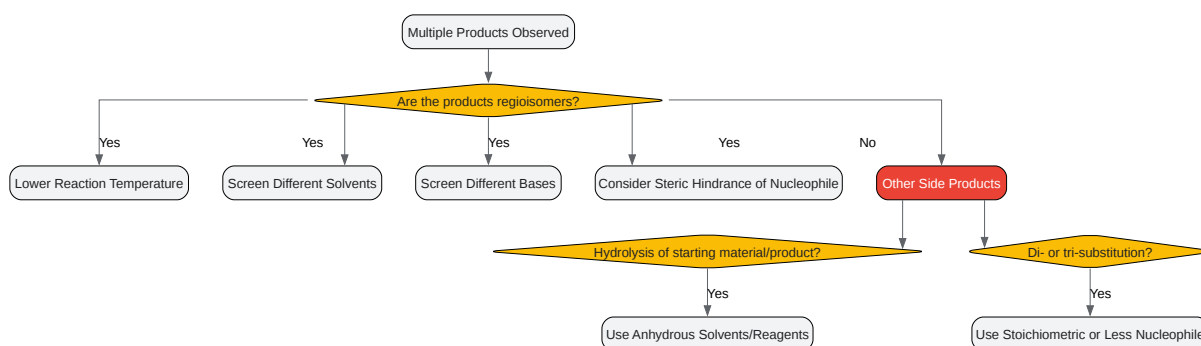 Multiple Products Observed
Are the products regioisomers?
Yes
Yes
Yes
Yes
No
Lower Reaction Temperature
Screen Different Solvents
Screen Different Bases
Consider Steric Hindrance of Nucleophile
Other Side Products
Hydrolysis of starting material/product?
Di- or tri-substitution?
Yes
Yes
Use Anhydrous Solvents/Reagents
Use Stoichiometric or Less Nucleophile